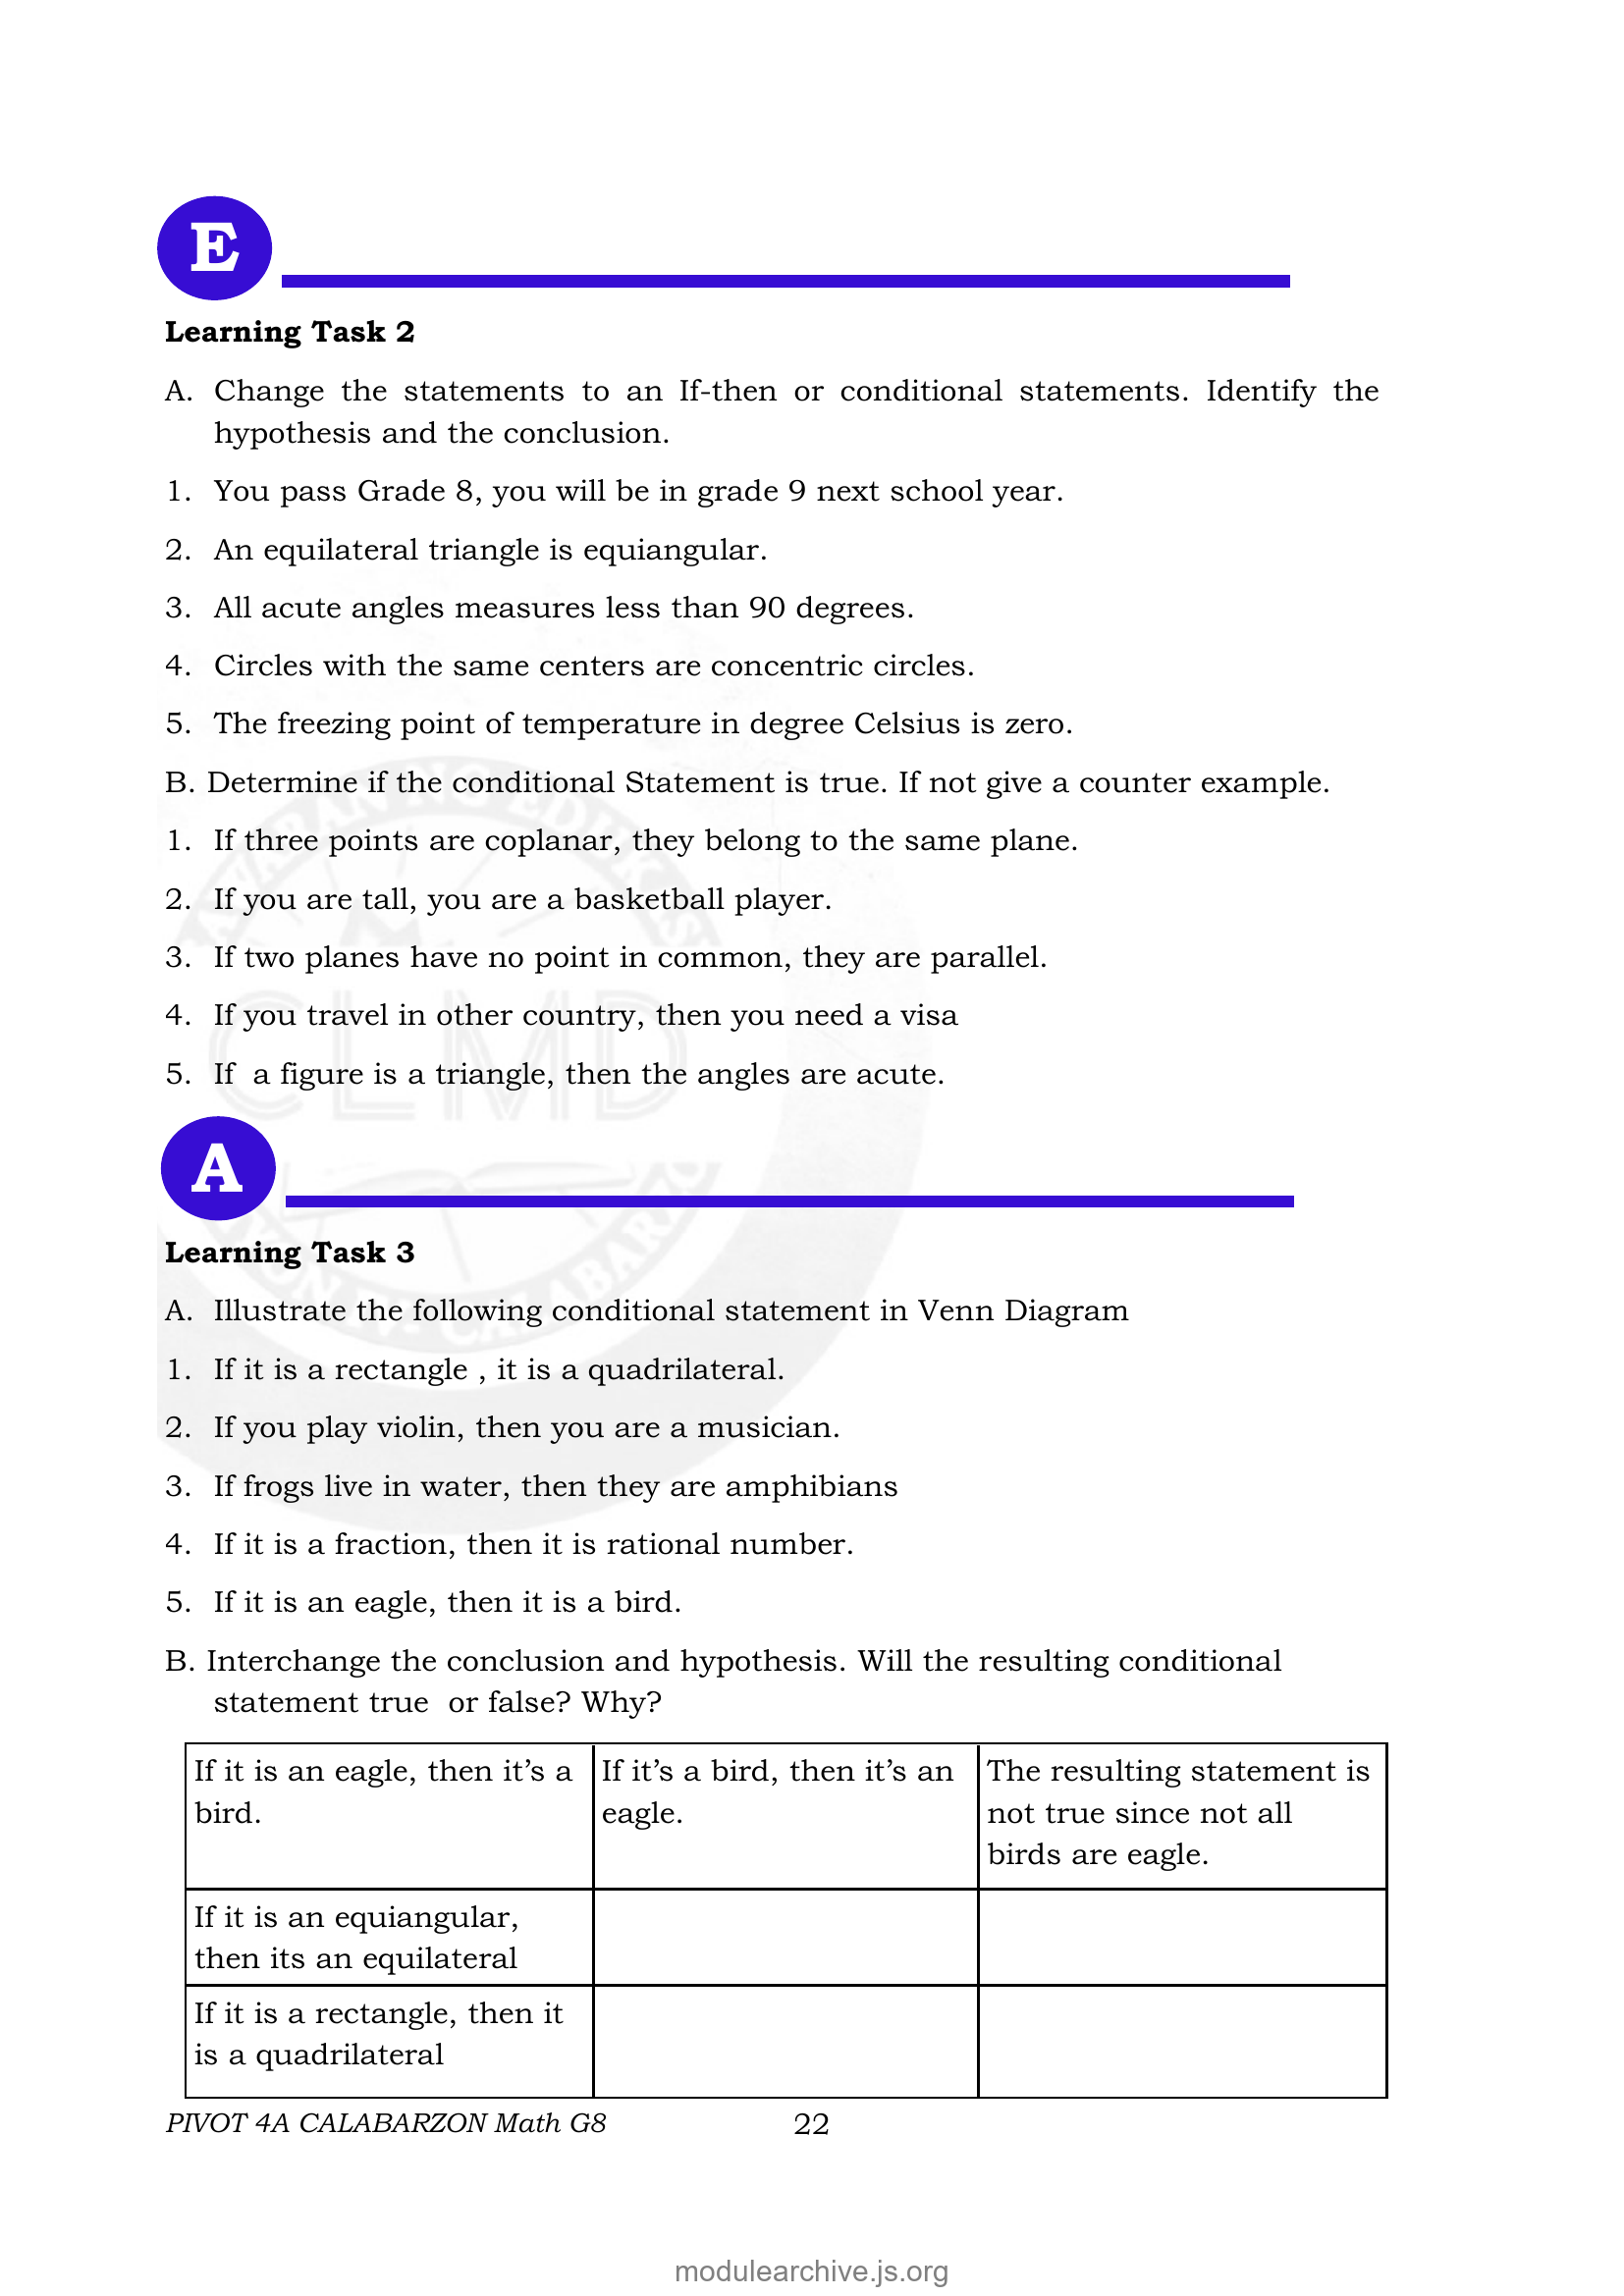 E
Learning Task 2
A. Change the statements to an If-then or conditional statements. Identify the
hypothesis and the conclusion.
1. You pass Grade 8, you will be in grade 9 next school year.
2. An equilateral triangle is equiangular.
3. All acute angles measures less than 90 degrees.
4. Circles with the same centers are concentric circles.
5. The freezing point of temperature in degree Celsius is zero.
B. Determine if the conditional Statement is true. If not give a counter example.
1. If three points are coplanar, they belong to the same plane.
2. If you are tall, you are a basketball player.
3. If two planes have no point in common, they are parallel.
4. If you travel in other country, then you need a visa
5. If a figure is a triangle, then the angles are acute.
CLMD
A
Learning Task 3
A. Illustrate the following conditional statement in Venn Diagram
1. If it is a rectangle , it is a quadrilateral.
2. If you play violin, then you are a musician.
3. If frogs live in water, then they are amphibians
4. If it is a fraction, then it is rational number.
5. If it is an eagle, then it is a bird.
B. Interchange the conclusion and hypothesis. Will the resulting conditional
statement true or false? Why?
If it is an eagle, then it’s a
bird.
If it’s a bird, then it’s an
eagle.
The resulting statement is
not true since not all
birds are eagle.
If it is an equiangular,
then its an equilateral
If it is a rectangle, then it
is a quadrilateral
PIVOT 4A CALABARZON Math G8
22
modulearchive.js.org